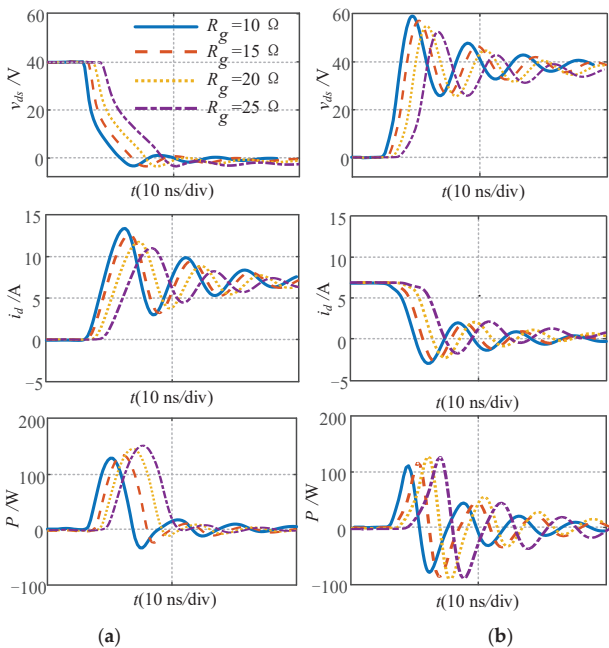 60
40
20
0
v_ds /V
R_g=10 Ω
R_g=15 Ω
R_g=20 Ω
R_g=25 Ω
t(10 ns/div)
60
40
20
0
v_ds /V
t(10 ns/div)
15
10
5
0
−5
i_d /A
t(10 ns/div)
15
10
5
0
−5
i_d /A
t(10 ns/div)
200
100
0
−100
P /W
t(10 ns/div)
200
100
0
−100
P /W
t(10 ns/div)
(a)
(b)